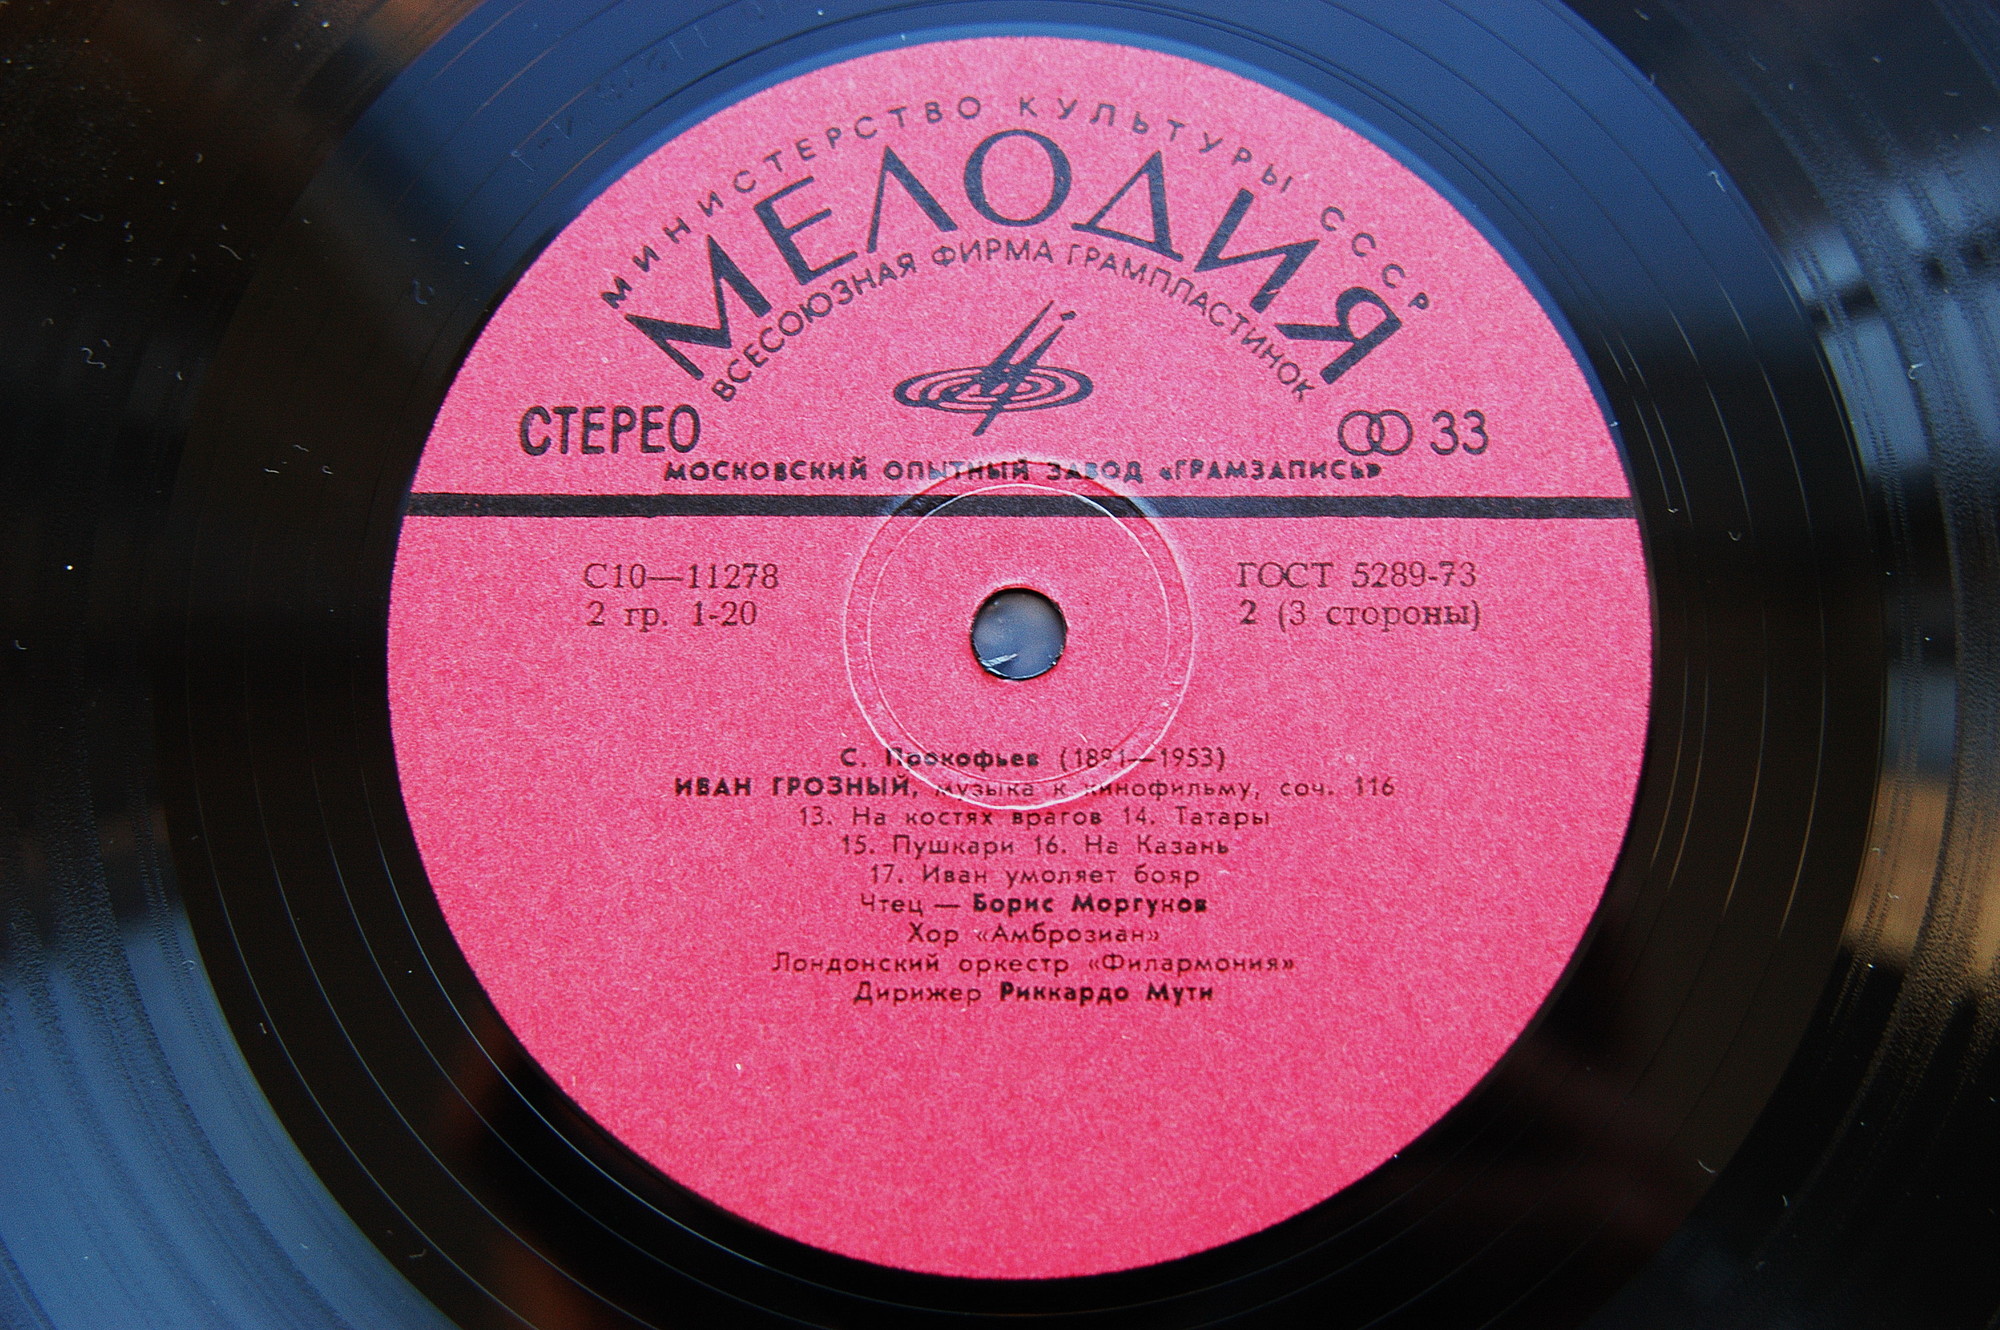 МИНИСТЕРСТВО КУЛЬТУРЫ СССР
МЕЛОДИЯ
ВСЕСОЮЗНАЯ ФИРМА ГРАМПЛАСТИНОК
СТЕРЕО
33
МОСКОВСКИЙ ОПЫТНЫЙ ЗАВОД «ГРАМЗАПИСЬ»
С10—11278
ГОСТ 5289-73
2 гр. 1-20
2 (3 стороны)
С. Прокофьев (1891—1953)
ИВАН ГРОЗНЫЙ, музыка к кинофильму, соч. 116
13. На костях врагов 14. Татары
15. Пушкари 16. На Казань
17. Иван умоляет бояр
Чтец — Борис Моргунов
Хор «Амброзиан»
Лондонский оркестр «Филармония»
Дирижер Риккардо Мути